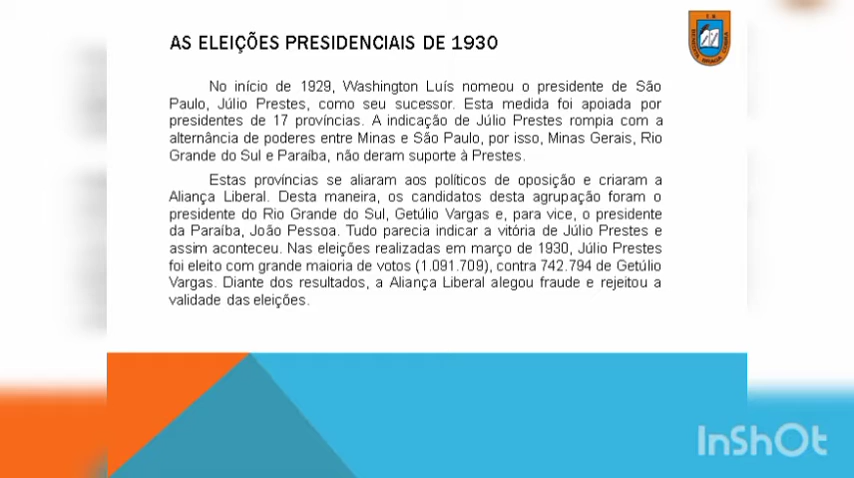 AS ELEIÇÕES PRESIDENCIAIS DE 1930
No início de 1929, Washington Luís nomeou o presidente de São
Paulo, Júlio Prestes, como seu sucessor. Esta medida foi apoiada por
presidentes de 17 províncias. A indicação de Júlio Prestes rompia com a
alternância de poderes entre Minas e São Paulo, por isso, Minas Gerais, Rio
Grande do Sul e Paraíba, não deram suporte à Prestes.
Estas províncias se aliaram aos políticos de oposição e criaram a
Aliança Liberal. Desta maneira, os candidatos desta agrupação foram o
presidente do Rio Grande do Sul, Getúlio Vargas e, para vice, o presidente
da Paraíba, João Pessoa. Tudo parecia indicar a vitória de Júlio Prestes e
assim aconteceu. Nas eleições realizadas em março de 1930, Júlio Prestes
foi eleito com grande maioria de votos (1.091.709), contra 742.794 de Getúlio
Vargas. Diante dos resultados, a Aliança Liberal alegou fraude e rejeitou a
validade das eleições.
InShOt